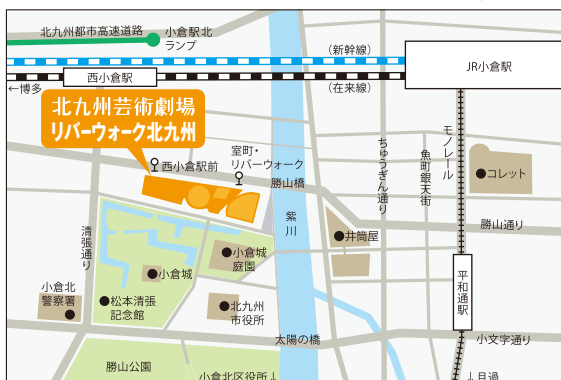 北九州都市高速道路
小倉駅北
ランプ
(新幹線)
JR小倉駅
西小倉駅
←博多
(在来線)
北九州芸術劇場
リバーウォーク北九州
西小倉駅前
室町・
リバーウォーク
勝山橋
紫川
ちゅうぎん通り
魚町銀天街
モノレール
コレット
勝山通り
清張通り
井筒屋
小倉城
庭園
小倉城
小倉北
警察署
松本清張
記念館
北九州
市役所
平和通駅
太陽の橋
小文字通り
勝山公園
小倉北区役所↓
↓旦過